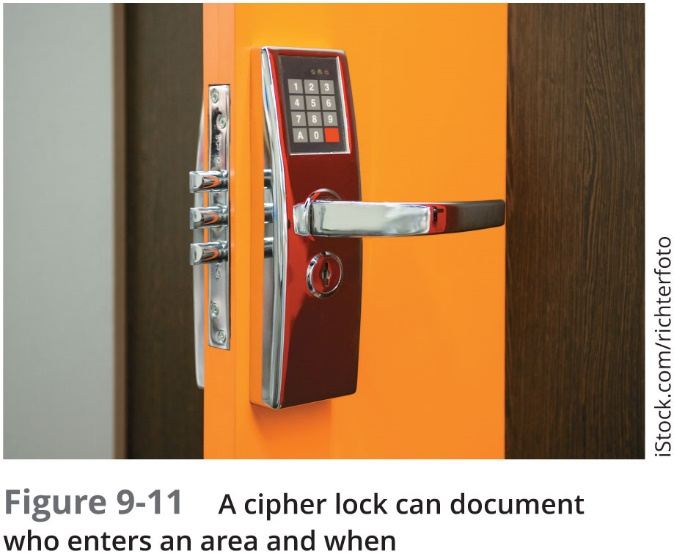 1 2 3
4 5 6
7 8 9
A 0
iStock.com/richterfoto
Figure 9-11 A cipher lock can document
who enters an area and when